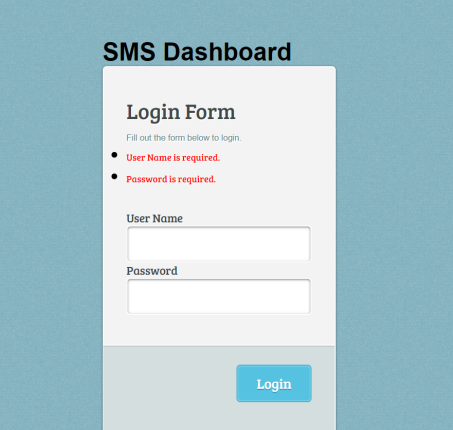 SMS Dashboard
Login Form
Fill out the form below to login.
User Name is required.
Password is required.
User Name
Password
Login